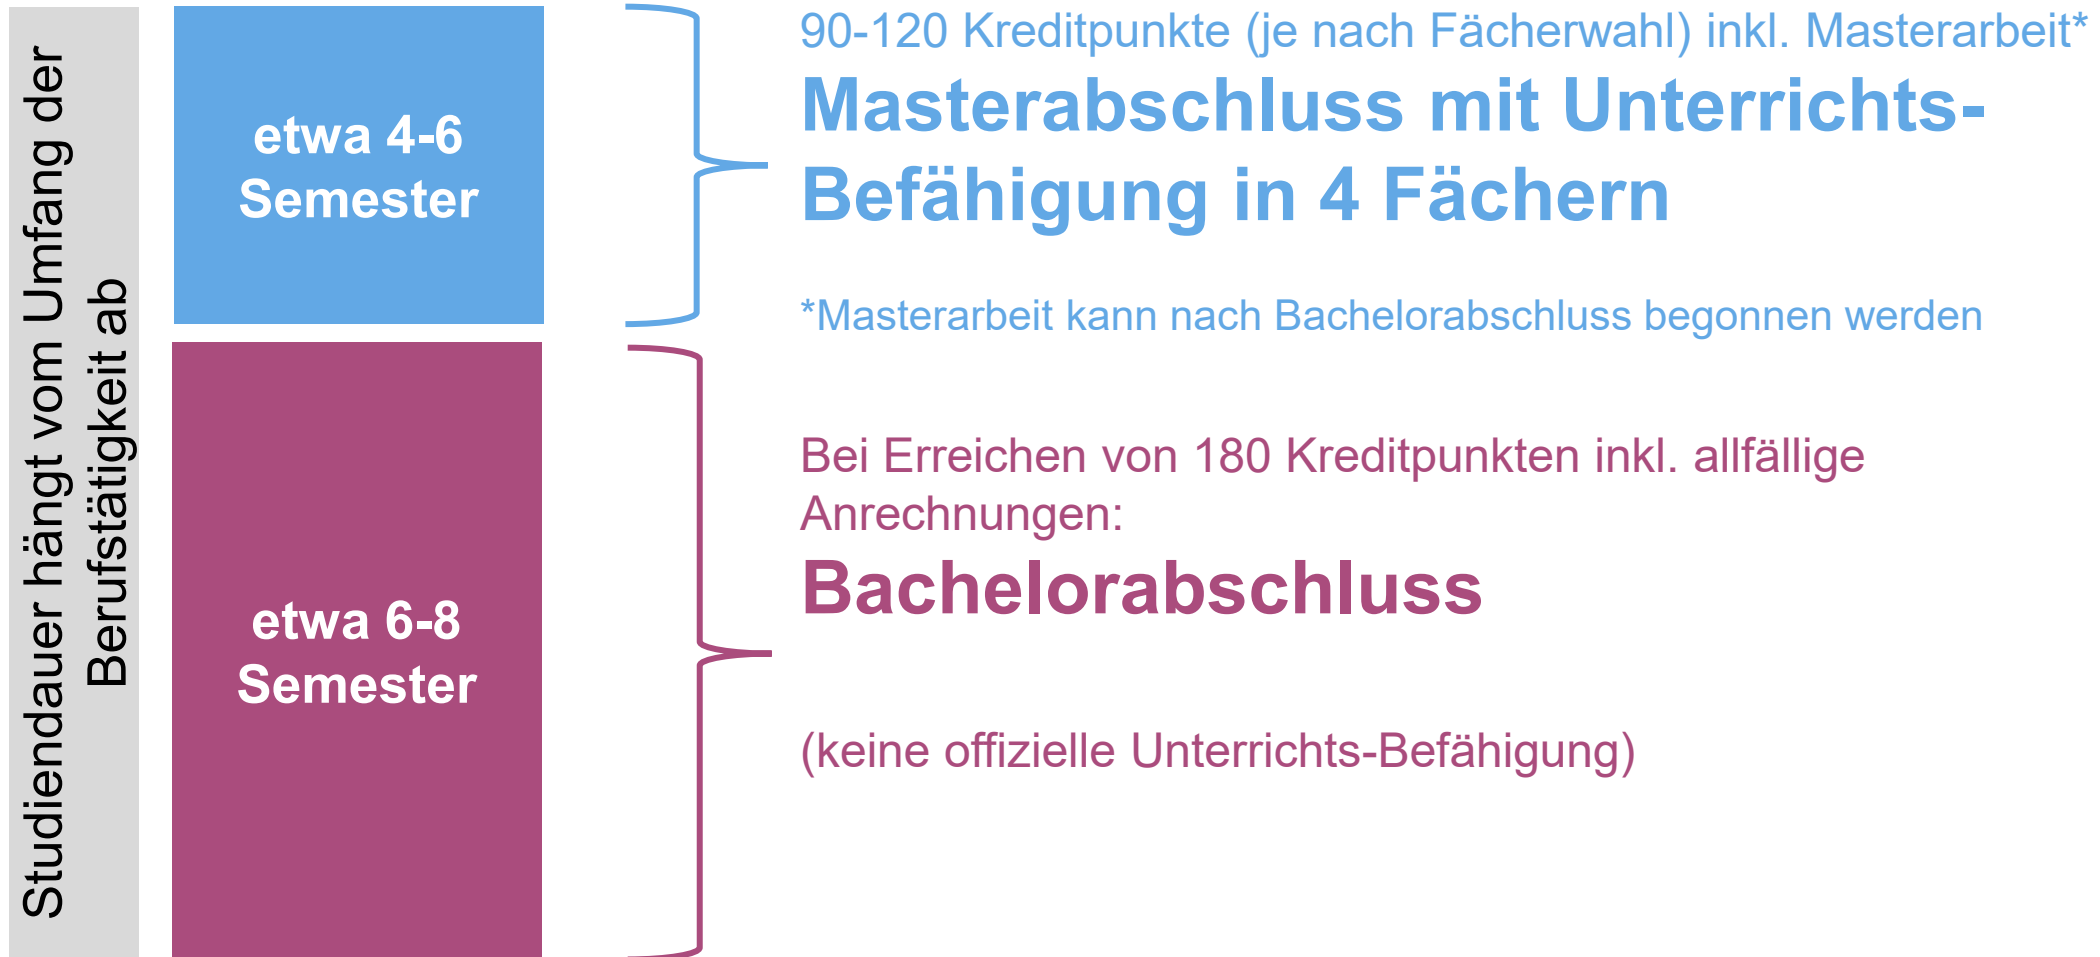 Studiendauer hängt vom Umfang der
Berufstätigkeit ab
etwa 4-6
Semester
90-120 Kreditpunkte (je nach Fächerwahl) inkl. Masterarbeit*
Masterabschluss mit Unterrichts-
Befähigung in 4 Fächern
*Masterarbeit kann nach Bachelorabschluss begonnen werden
etwa 6-8
Semester
Bei Erreichen von 180 Kreditpunkten inkl. allfällige
Anrechnungen:
Bachelorabschluss
(keine offizielle Unterrichts-Befähigung)